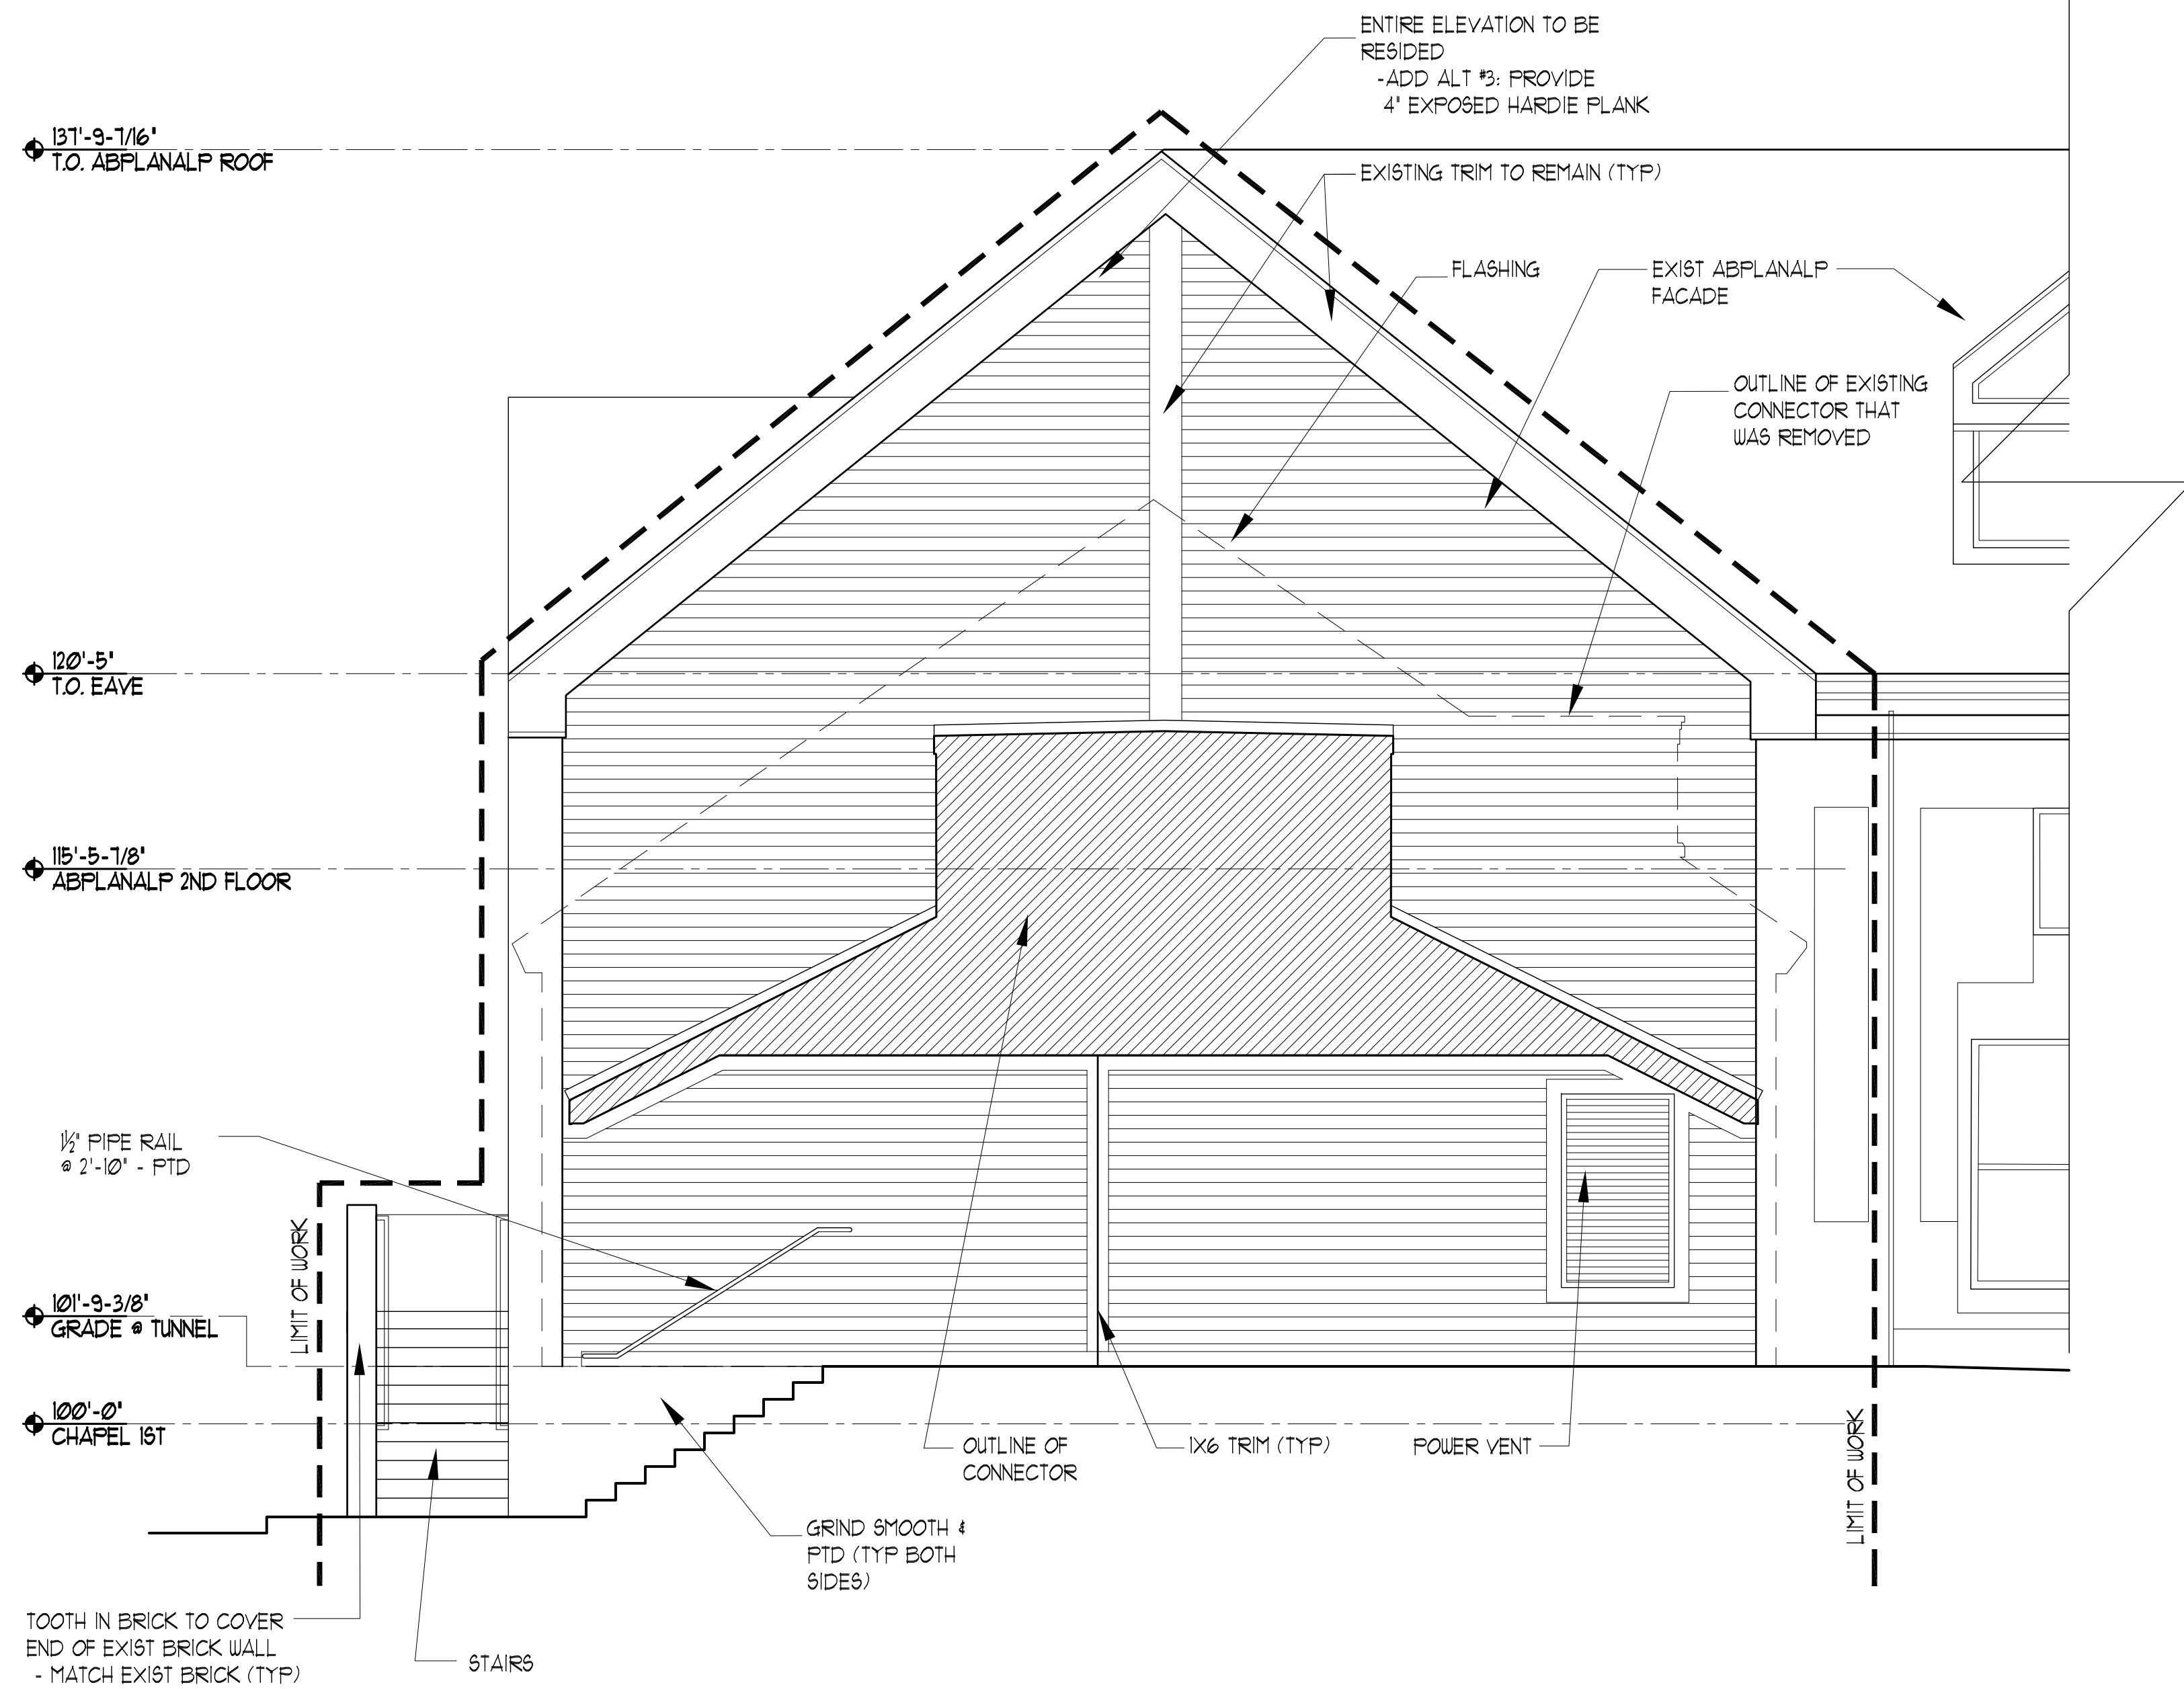 ENTIRE ELEVATION TO BE
RESIDED
-ADD ALT #3: PROVIDE
4" EXPOSED HARDIE PLANK
137'-9-7/16"
T.O. ABPLANALP ROOF
EXISTING TRIM TO REMAIN (TYP)
FLASHING
EXIST ABPLANALP
FACADE
OUTLINE OF EXISTING
CONNECTOR THAT
WAS REMOVED
120'-5"
T.O. EAVE
115'-5-7/8"
ABPLANALP 2ND FLOOR
1½" PIPE RAIL
@ 2'-10" - PTD
LIMIT OF WORK
101'-9-3/8"
GRADE @ TUNNEL
100'-0"
CHAPEL 1ST
OUTLINE OF
CONNECTOR
1X6 TRIM (TYP)
POWER VENT
LIMIT OF WORK
GRIND SMOOTH &
PTD (TYP BOTH
SIDES)
TOOTH IN BRICK TO COVER
END OF EXIST BRICK WALL
- MATCH EXIST BRICK (TYP)
STAIRS